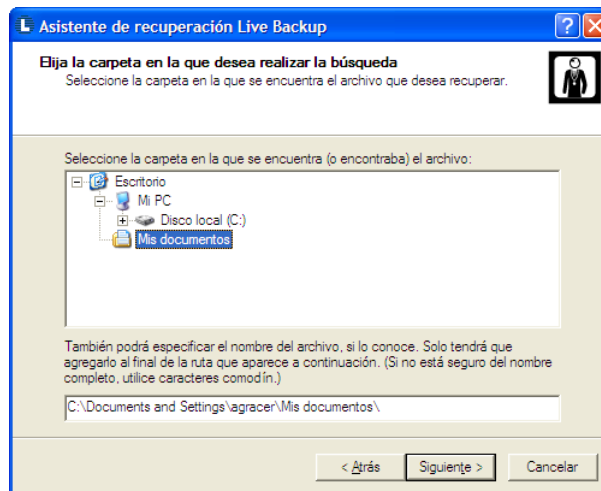 Asistente de recuperación Live Backup
Elija la carpeta en la que desea realizar la búsqueda
Seleccione la carpeta en la que se encuentra el archivo que desea recuperar.
Seleccione la carpeta en la que se encuentra (o encontraba) el archivo:
Escritorio
Mi PC
Disco local (C:)
Mis documentos
También podrá especificar el nombre del archivo, si lo conoce. Solo tendrá que
agregarlo al final de la ruta que aparece a continuación. (Si no está seguro del nombre
completo, utilice caracteres comodín.)
C:\Documents and Settings\agracer\Mis documentos\
< Atrás Siguiente > Cancelar